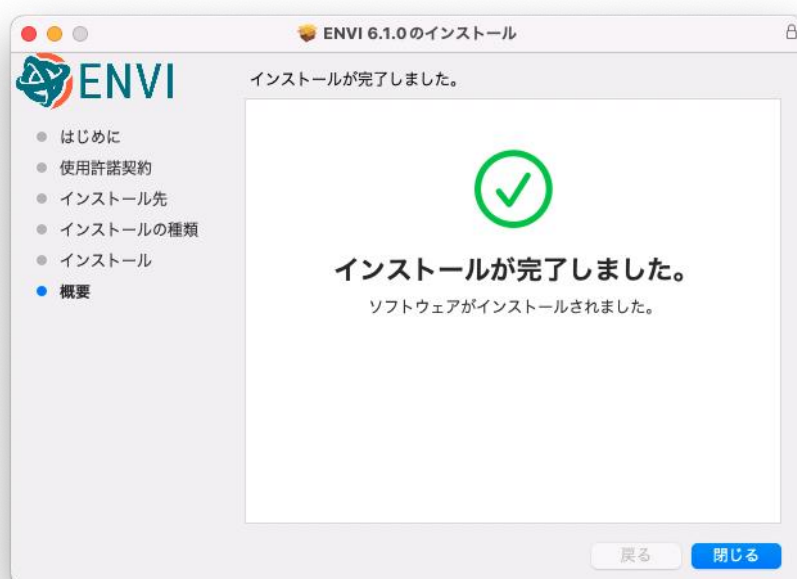 ENVI 6.1.0のインストール
ENVI
インストールが完了しました。
はじめに
使用許諾契約
インストール先
インストールの種類
インストール
概要
インストールが完了しました。
ソフトウェアがインストールされました。
戻る
閉じる